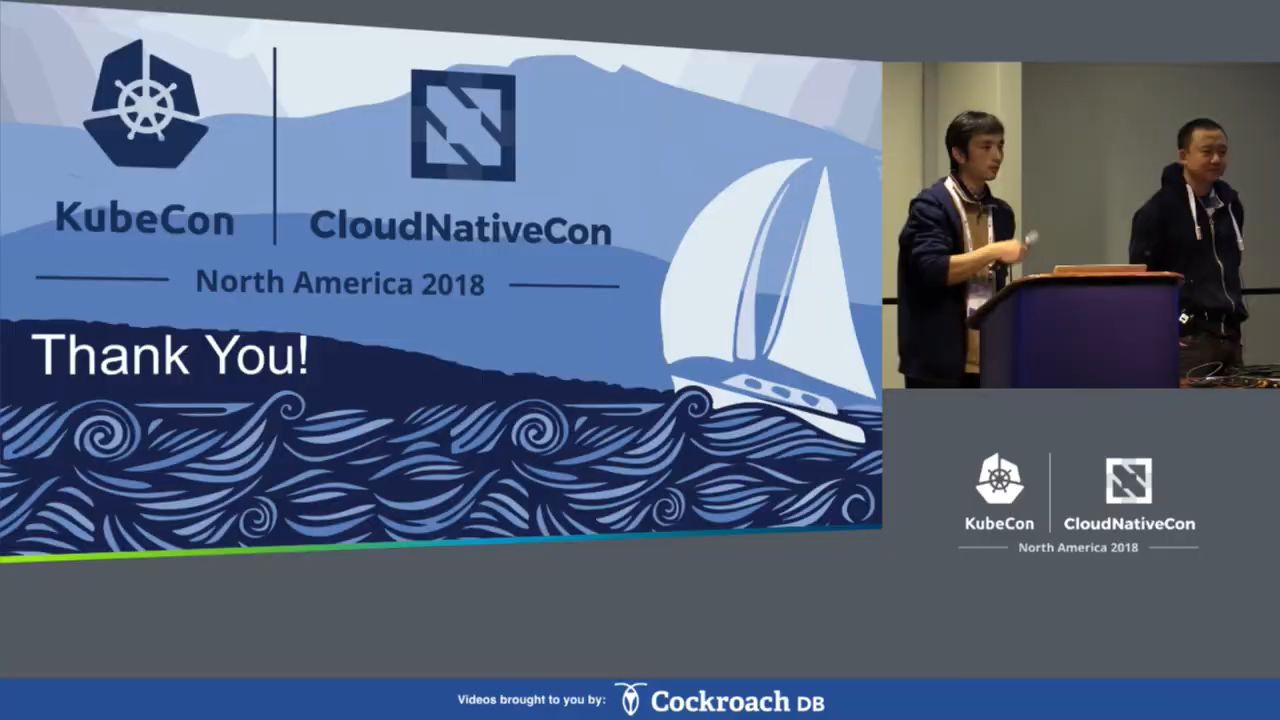 KubeCon
CloudNativeCon
North America 2018
Thank You!
KubeCon
CloudNativeCon
North America 2018
Videos brought to you by:
Cockroach DB